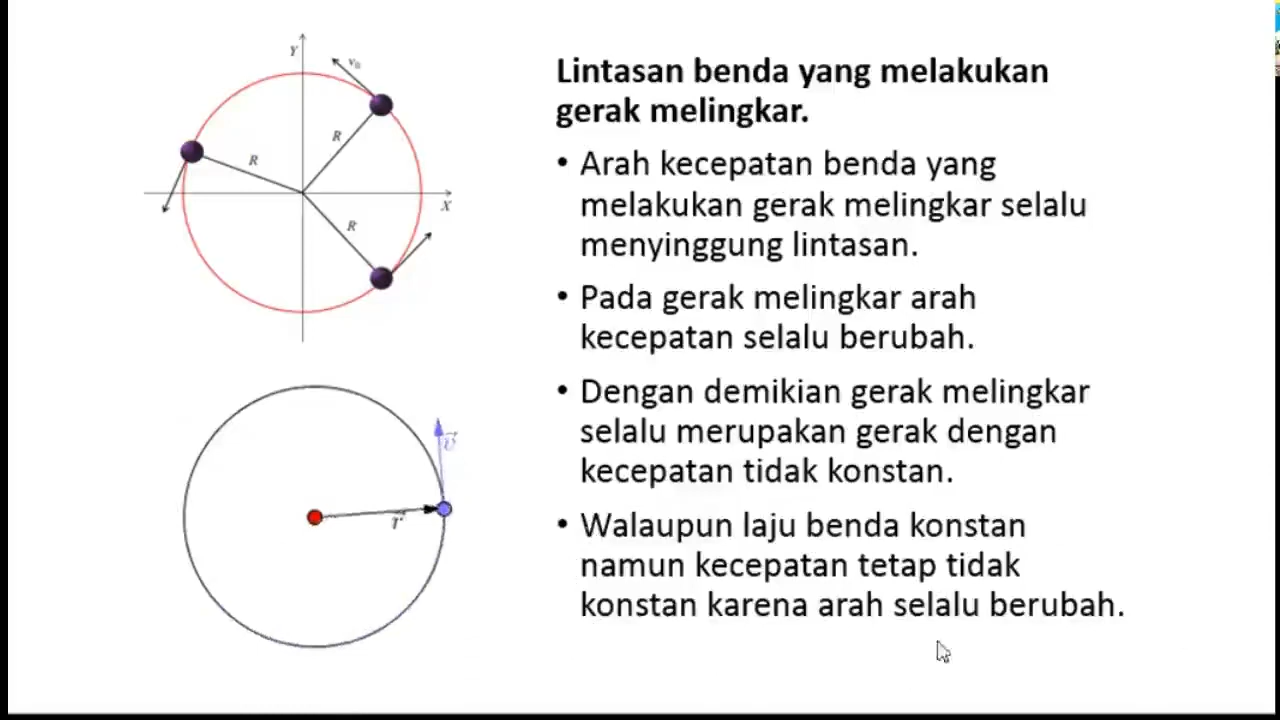 Y
v₀
R
R
X
R
v
r
Lintasan benda yang melakukan
gerak melingkar.
• Arah kecepatan benda yang
melakukan gerak melingkar selalu
menyinggung lintasan.
• Pada gerak melingkar arah
kecepatan selalu berubah.
• Dengan demikian gerak melingkar
selalu merupakan gerak dengan
kecepatan tidak konstan.
• Walaupun laju benda konstan
namun kecepatan tetap tidak
konstan karena arah selalu berubah.